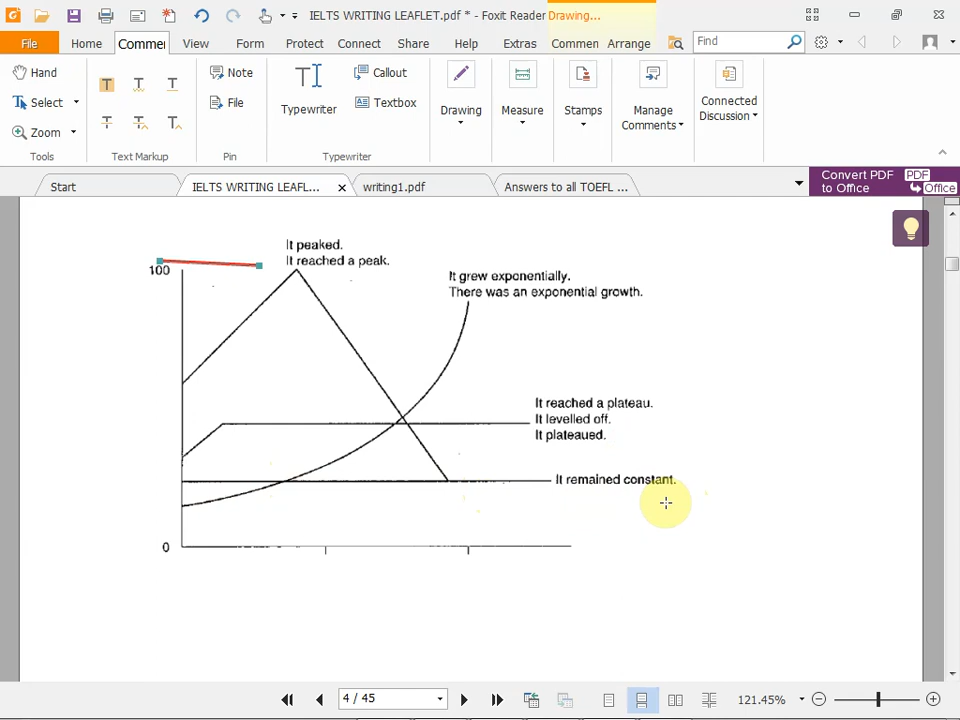 IELTS WRITING LEAFLET.pdf * - Foxit Reader
Drawing...
File
Home
Commer
View
Form
Protect
Connect
Share
Help
Extras
Commen
Arrange
Find
Hand
Select
Zoom
Tools
Text Markup
Note
File
Pin
Typewriter
Callout
Textbox
Typewriter
Drawing
Measure
Stamps
Manage
Comments
Connected
Discussion
Start
IELTS WRITING LEAFL...
writing1.pdf
Answers to all TOEFL ...
Convert PDF
to Office
PDF
Office
It peaked.
It reached a peak.
100
It grew exponentially.
There was an exponential growth.
It reached a plateau.
It levelled off.
It plateaued.
It remained constant.
0
4 / 45
121.45%